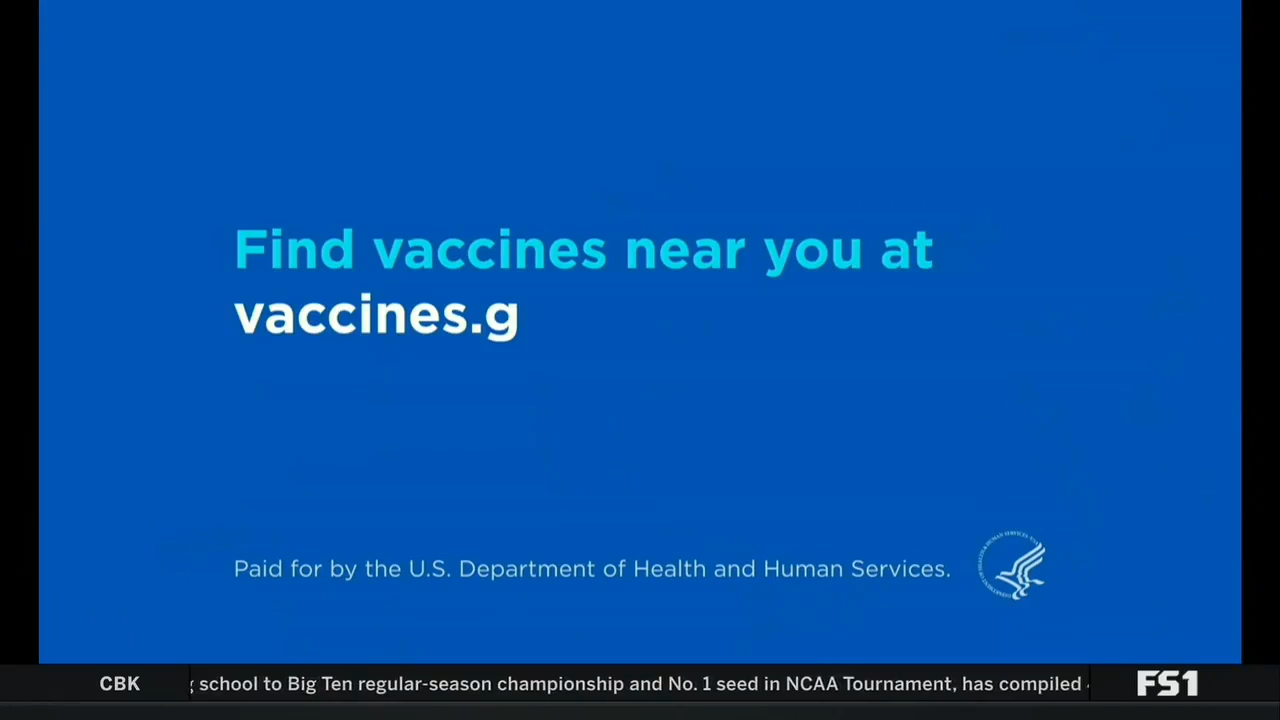 Find vaccines near you at
vaccines.g
Paid for by the U.S. Department of Health and Human Services.
CBK school to Big Ten regular-season championship and No. 1 seed in NCAA Tournament, has compiled FS1